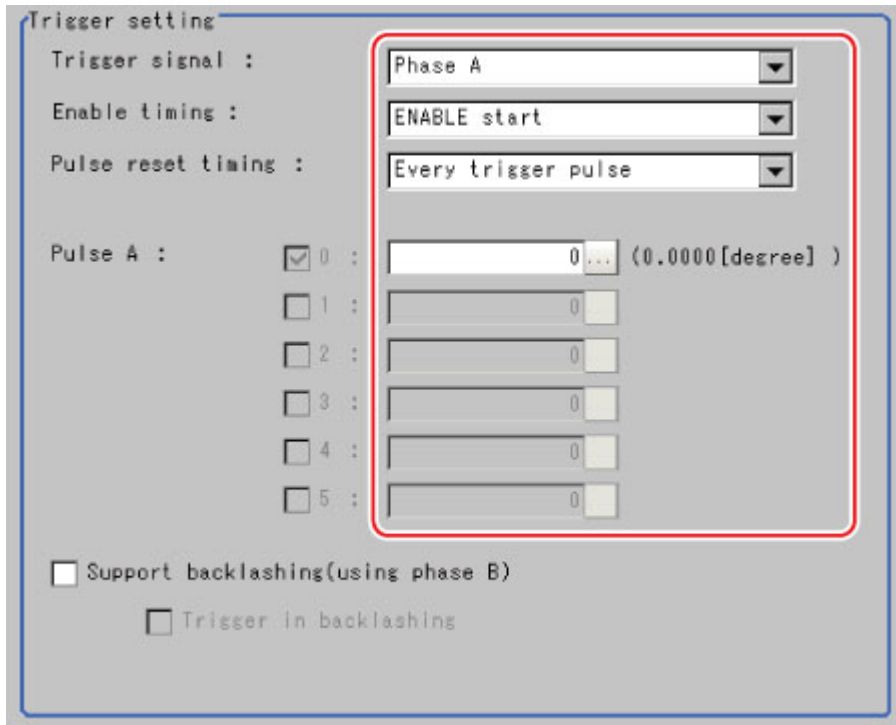 Trigger setting
Trigger signal : Phase A
Enable timing : ENABLE start
Pulse reset timing : Every trigger pulse
Pulse A : 0 : 0 ... (0.0000[degree] )
1 : 0
2 : 0
3 : 0
4 : 0
5 : 0
Support backlashing(using phase B)
Trigger in backlashing